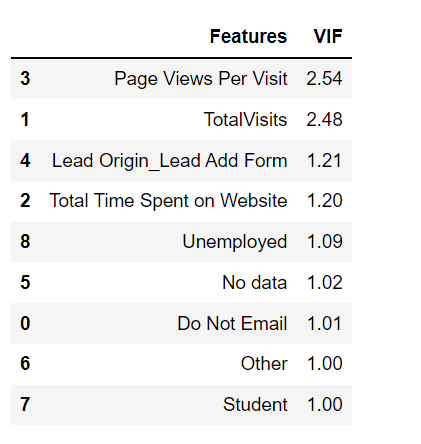 Features VIF
3 Page Views Per Visit 2.54
1 TotalVisits 2.48
4 Lead Origin_Lead Add Form 1.21
2 Total Time Spent on Website 1.20
8 Unemployed 1.09
5 No data 1.02
0 Do Not Email 1.01
6 Other 1.00
7 Student 1.00